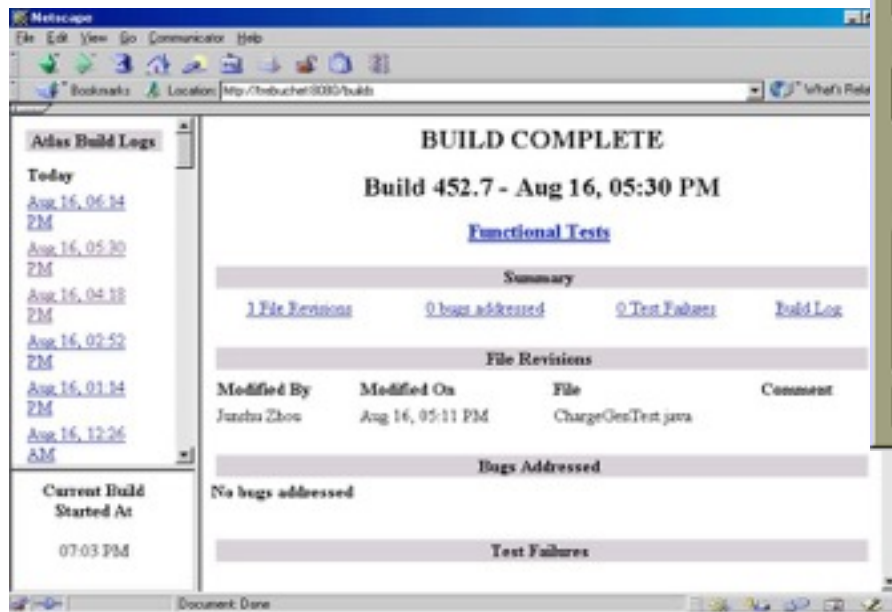 Netscape
File Edit View Go Communicator Help
Bookmarks Location: http://trebuchet:8080/builds What's Rela
Atlas Build Logs
Today
Aug 16, 06:14 PM
Aug 16, 05:30 PM
Aug 16, 04:18 PM
Aug 16, 02:52 PM
Aug 16, 01:14 PM
Aug 16, 12:26 AM
Current Build
Started At
07:03 PM
BUILD COMPLETE
Build 452.7 - Aug 16, 05:30 PM
Functional Tests
Summary
File Revisions 0 bugs addressed 0 Test Failures Build Log
File Revisions
Modified By Modified On File Comment
Zhou Aug 16, 05:11 PM ChargeGenTest.java
Bugs Addressed
No bugs addressed
Test Failures
Document: Done